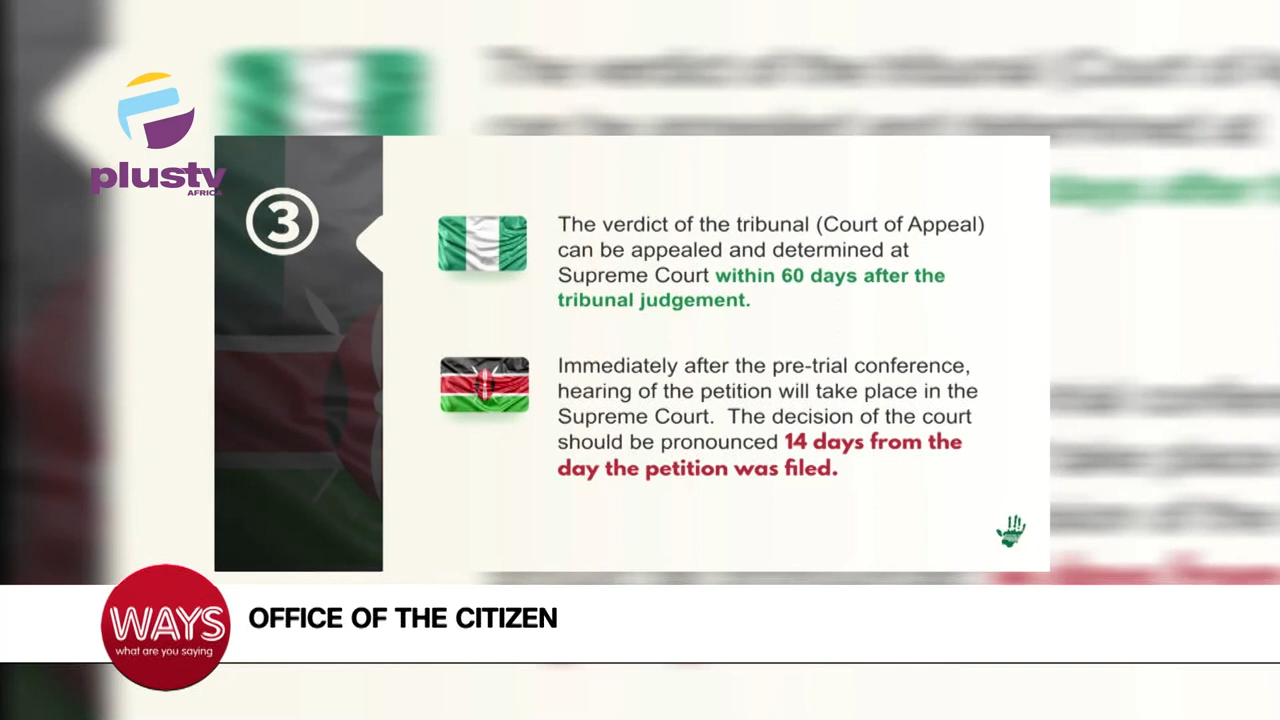 plustv
AFRICA
3
The verdict of the tribunal (Court of Appeal)
can be appealed and determined at
Supreme Court within 60 days after the
tribunal judgement.
Immediately after the pre-trial conference,
hearing of the petition will take place in the
Supreme Court. The decision of the court
should be pronounced 14 days from the
day the petition was filed.
WAYS
what are you saying
OFFICE OF THE CITIZEN